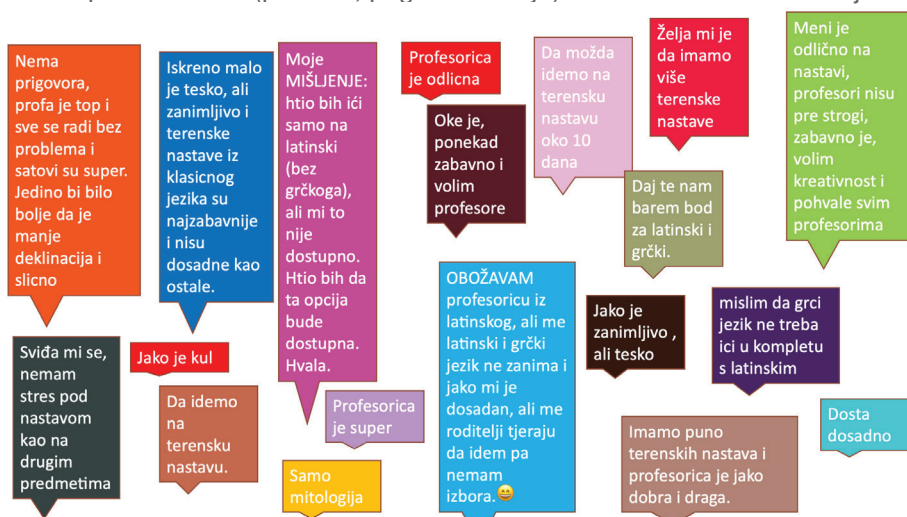 Nema
prigovora,
profa je top i
sve se radi bez
problema i
satovi su super.
Jedino bi bilo
bolje da je
manje
deklinacija i
slicno
Iskreno malo
je tesko, ali
zanimljivo i
terenske
nastave iz
klasicnog
jezika su
najzabavnije
i nisu
dosadne kao
ostale.
Moje
MIŠLJENJE:
htio bih ići
samo na
latinski
(bez
grčkoga),
ali mi to
nije
dostupno.
Htio bih da
ta opcija
bude
dostupna.
Hvala.
Profesorica
je odlicna
Oke je,
ponekad
zabavno i
volim
profesore
Da možda
idemo na
terensku
nastavu
oko 10
dana
Želja mi je
da imamo
više
terenske
nastave
Daj te nam
barem bod
za latinski i
grčki.
Meni je
odlično na
nastavi,
profesori nisu
pre strogi,
zabavno je,
volim
kreativnost i
pohvale svim
profesorima
Sviđa mi se,
nemam
stres pod
nastavom
kao na
drugim
predmetima
Jako je kul
Da idemo
na
terensku
nastavu.
Profesorica
je super
Samo
mitologija
OBOŽAVAM
profesoricu iz
latinskog, ali me
latinski i grčki
jezik ne zanima i
jako mi je
dosadan, ali me
roditelji tjeraju
da idem pa
nemam
izbora.😄
Jako je
zanimljivo ,
ali tesko
mislim da grci
jezik ne treba
ici u kompletu
s latinskim
Imamo puno
terenskih nastava i
profesorica je jako
dobra i draga.
Dosta
dosadno